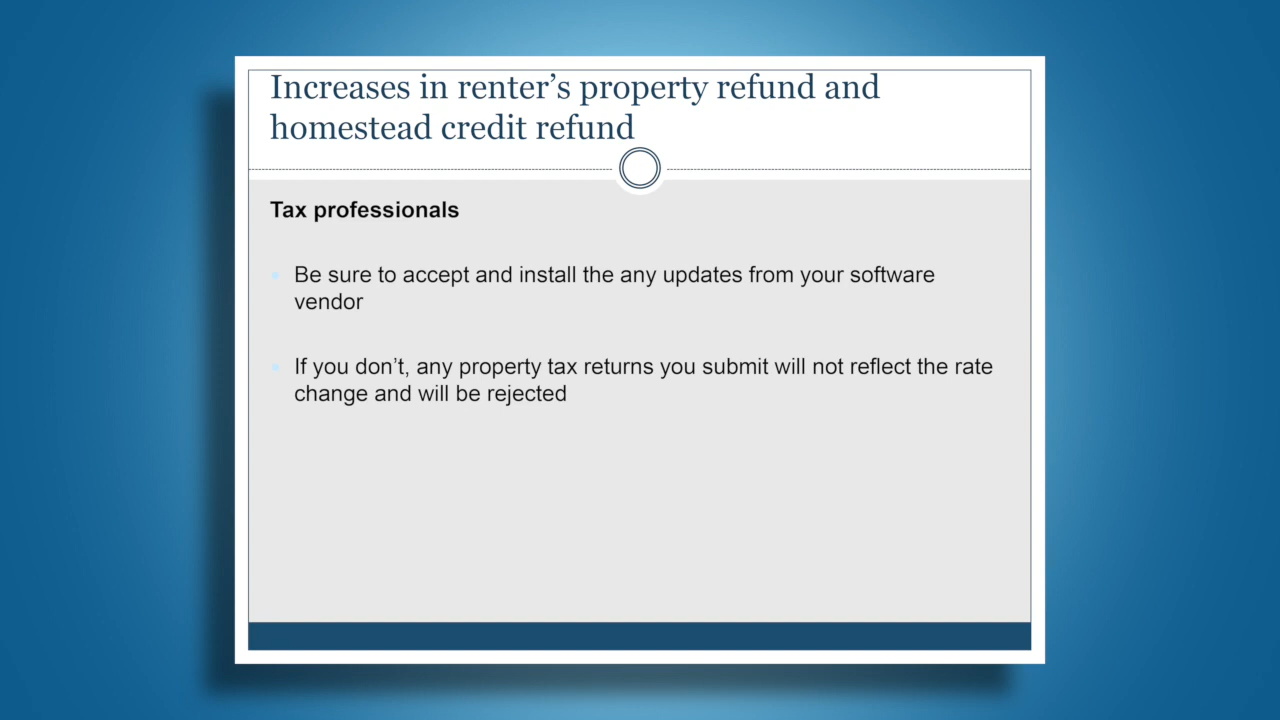 Increases in renter’s property refund and
homestead credit refund
Tax professionals
Be sure to accept and install the any updates from your software
vendor
If you don’t, any property tax returns you submit will not reflect the rate
change and will be rejected